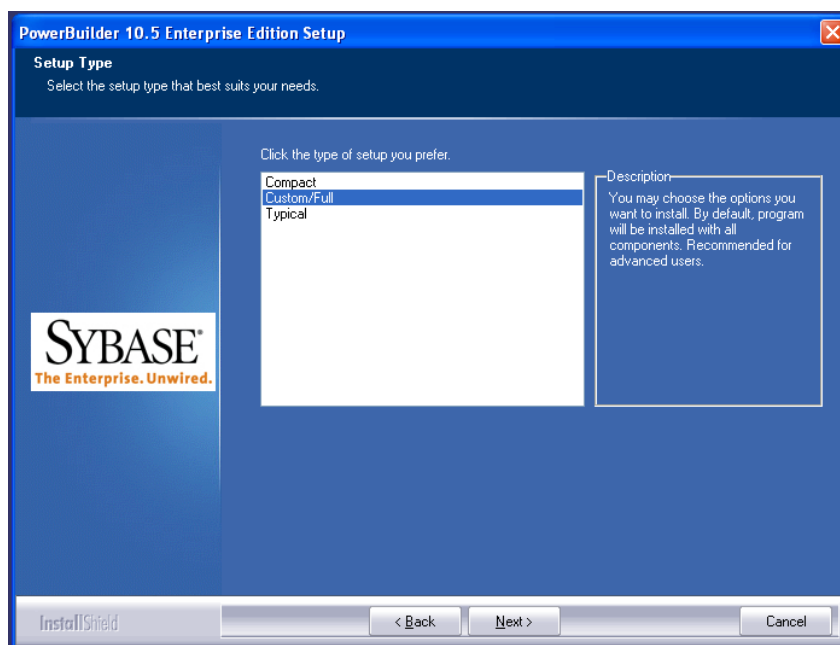 PowerBuilder 10.5 Enterprise Edition Setup
Setup Type
Select the setup type that best suits your needs.
Click the type of setup you prefer.
Compact
Custom/Full
Typical
Description
You may choose the options you
want to install. By default, program
will be installed with all
components. Recommended for
advanced users.
SYBASE®
The Enterprise. Unwired.
InstallShield
< Back
Next >
Cancel